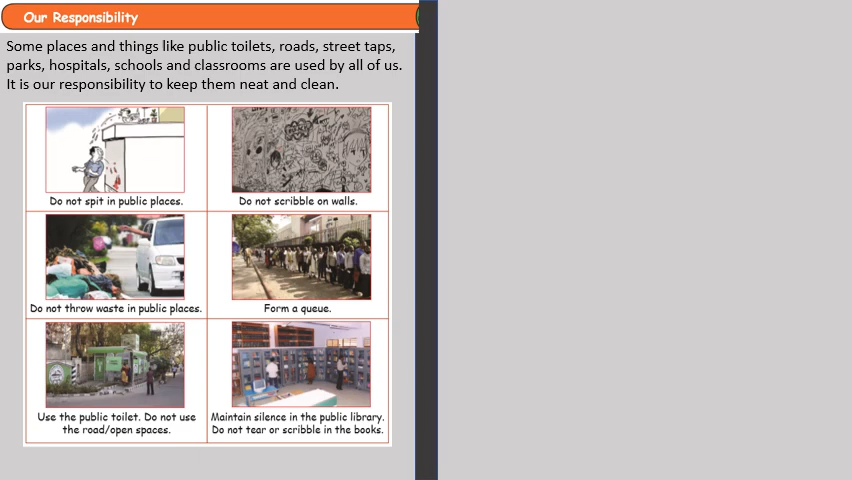 Our Responsibility
Some places and things like public toilets, roads, street taps,
parks, hospitals, schools and classrooms are used by all of us.
It is our responsibility to keep them neat and clean.
Do not spit in public places.
Do not scribble on walls.
Do not throw waste in public places.
Form a queue.
Use the public toilet. Do not use
the road/open spaces.
Maintain silence in the public library.
Do not tear or scribble in the books.